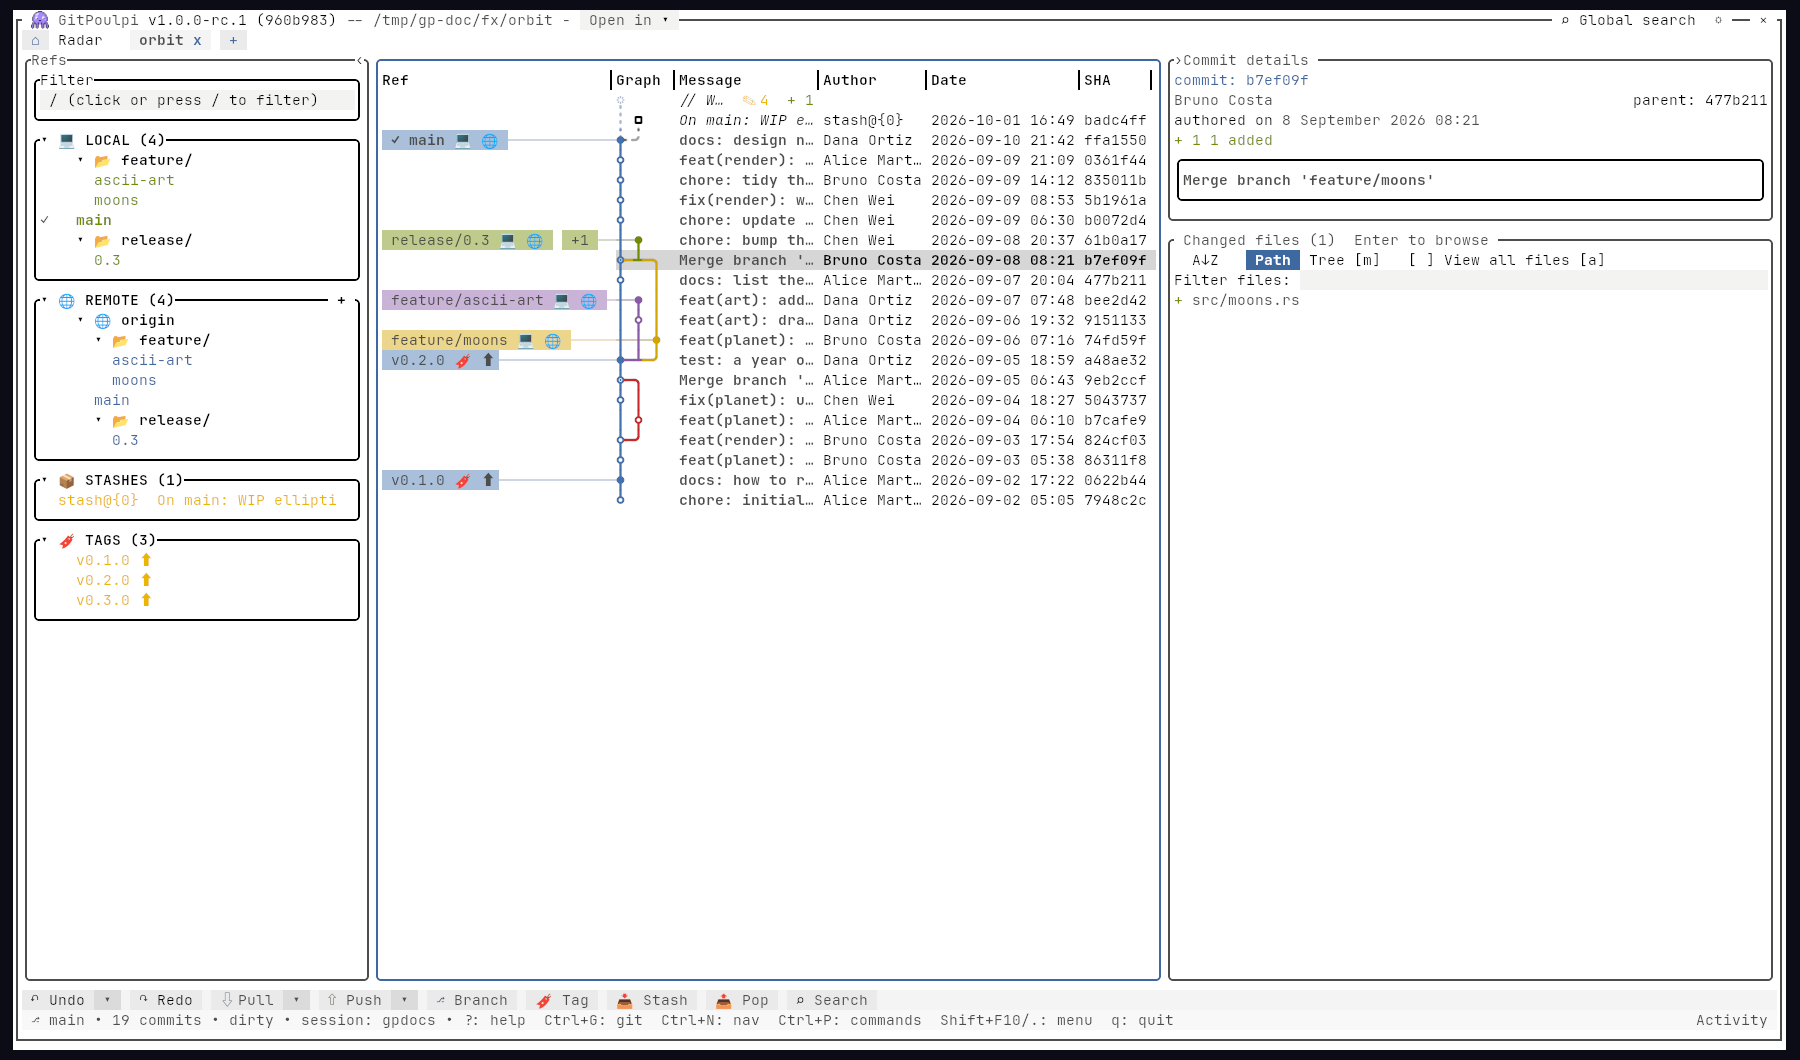 GitPoulpi v1.0.0-rc.1 (960b983) -- /tmp/gp-doc/fx/orbit - Open in ▾ ⌕ Global search ☼ — ×
⌂ Radar orbit x +
Refs ‹
Filter
/ (click or press / to filter)
▾ LOCAL (4)
▾ feature/
ascii-art
moons
✓ main
▾ release/
0.3
▾ REMOTE (4) +
▾ origin
▾ feature/
ascii-art
moons
main
▾ release/
0.3
▾ STASHES (1)
stash@{0} On main: WIP ellipti
▾ TAGS (3)
v0.1.0 ⬆
v0.2.0 ⬆
v0.3.0 ⬆
Ref Graph Message Author Date SHA
// W… ✎ 4 + 1
On main: WIP e… stash@{0} 2026-10-01 16:49 badc4ff
✓ main docs: design n… Dana Ortiz 2026-09-10 21:42 ffa1550
feat(render): … Alice Mart… 2026-09-09 21:09 0361f44
chore: tidy th… Bruno Costa 2026-09-09 14:12 835011b
fix(render): w… Chen Wei 2026-09-09 08:53 5b1961a
chore: update … Chen Wei 2026-09-09 06:30 b0072d4
release/0.3 +1 chore: bump th… Chen Wei 2026-09-08 20:37 61b0a17
Merge branch '… Bruno Costa 2026-09-08 08:21 b7ef09f
docs: list the… Alice Mart… 2026-09-07 20:04 477b211
feature/ascii-art feat(art): add… Dana Ortiz 2026-09-07 07:48 bee2d42
feat(art): dra… Dana Ortiz 2026-09-06 19:32 9151133
feature/moons feat(planet): … Bruno Costa 2026-09-06 07:16 74fd59f
v0.2.0 ⬆ test: a year o… Dana Ortiz 2026-09-05 18:59 a48ae32
Merge branch '… Alice Mart… 2026-09-05 06:43 9eb2ccf
fix(planet): u… Chen Wei 2026-09-04 18:27 5043737
feat(planet): … Alice Mart… 2026-09-04 06:10 b7cafe9
feat(render): … Bruno Costa 2026-09-03 17:54 824cf03
feat(planet): … Bruno Costa 2026-09-03 05:38 86311f8
v0.1.0 ⬆ docs: how to r… Alice Mart… 2026-09-02 17:22 0622b44
chore: initial… Alice Mart… 2026-09-02 05:05 7948c2c
› Commit details
commit: b7ef09f
Bruno Costa parent: 477b211
authored on 8 September 2026 08:21
+ 1 1 added
Merge branch 'feature/moons'
Changed files (1) Enter to browse
A↓Z Path Tree [m] [ ] View all files [a]
Filter files:
+ src/moons.rs
↶ Undo ▾ ↷ Redo ⇩ Pull ▾ ⇧ Push ▾ ⎇ Branch Tag Stash Pop ⌕ Search
⎇ main • 19 commits • dirty • session: gpdocs • ?: help Ctrl+G: git Ctrl+N: nav Ctrl+P: commands Shift+F10/.: menu q: quit Activity